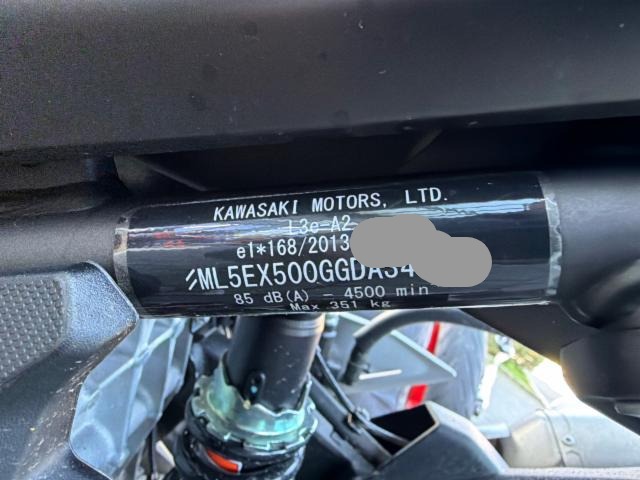 KAWASAKI MOTORS, LTD.
L3e-A2
e1*168/2013
ML5EX500GGDA34
85 dB(A) - 4500 min
Max 351 kg